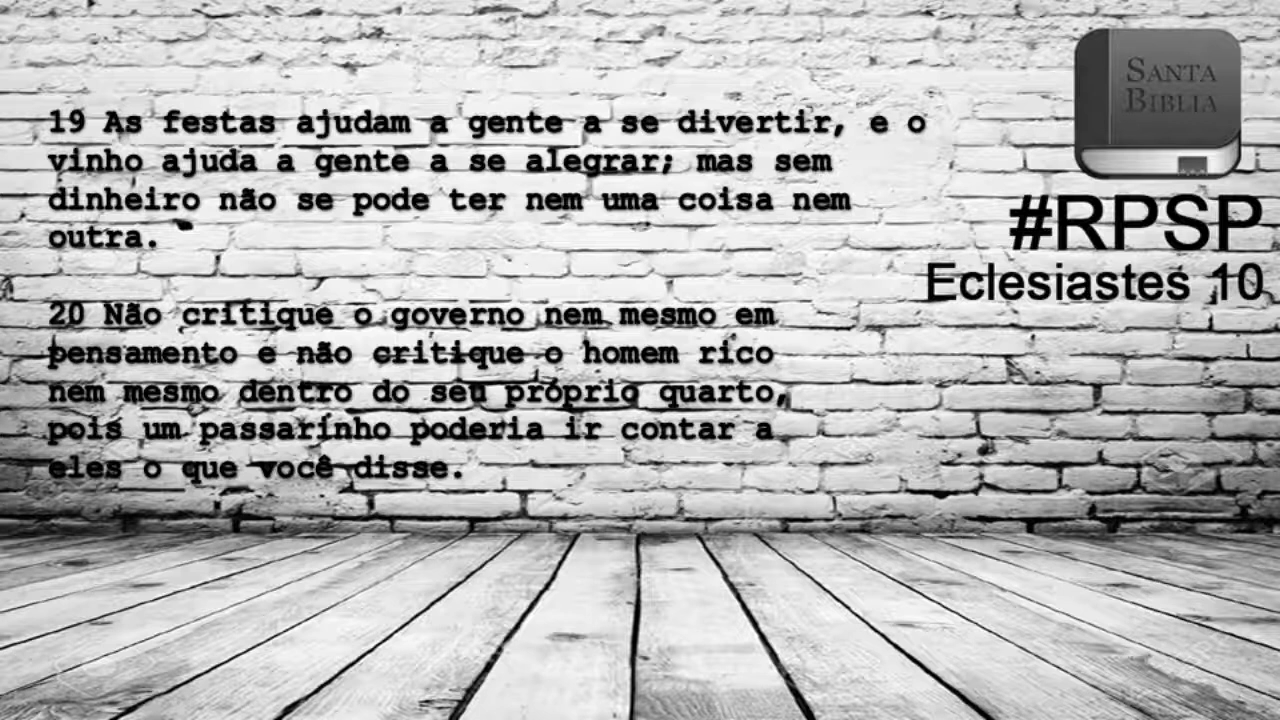 19 As festas ajudam a gente a se divertir, e o
vinho ajuda a gente a se alegrar; mas sem
dinheiro não se pode ter nem uma coisa nem
outra.
20 Não critique o governo nem mesmo em
pensamento e não critique o homem rico
nem mesmo dentro do seu próprio quarto,
pois um passarinho poderia ir contar a
eles o que você disse.
SANTA
BIBLIA
#RPSP
Eclesiastes 10